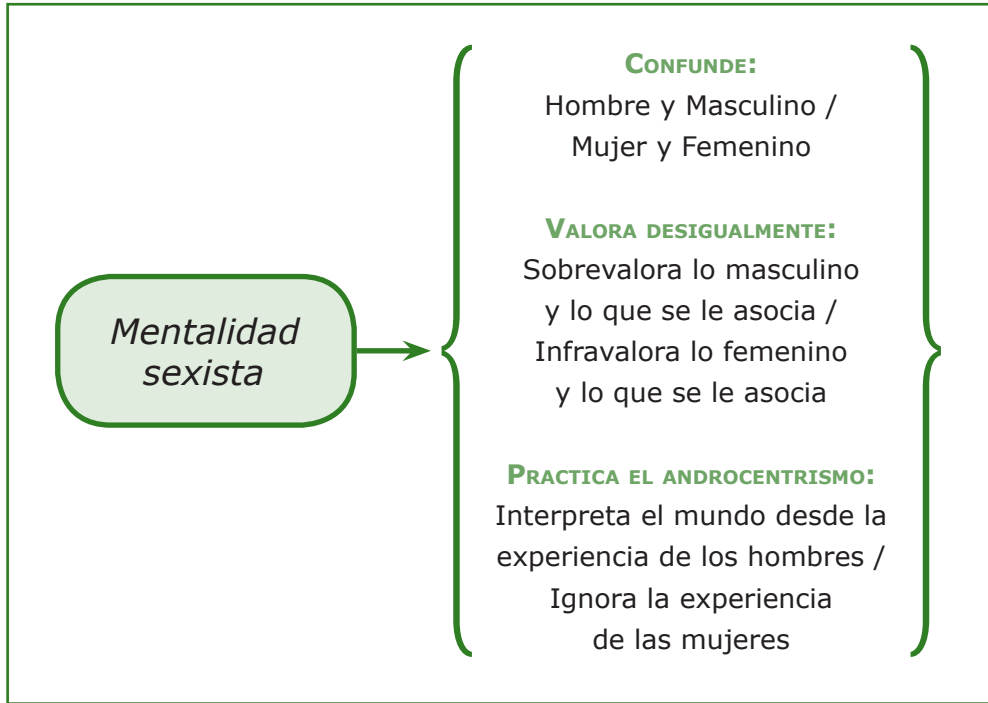 Mentalidad
sexista
Confunde:
Hombre y Masculino /
Mujer y Femenino
Valora desigualmente:
Sobrevalora lo masculino
y lo que se le asocia /
Infravalora lo femenino
y lo que se le asocia
Practica el androcentrismo:
Interpreta el mundo desde la
experiencia de los hombres /
Ignora la experiencia
de las mujeres